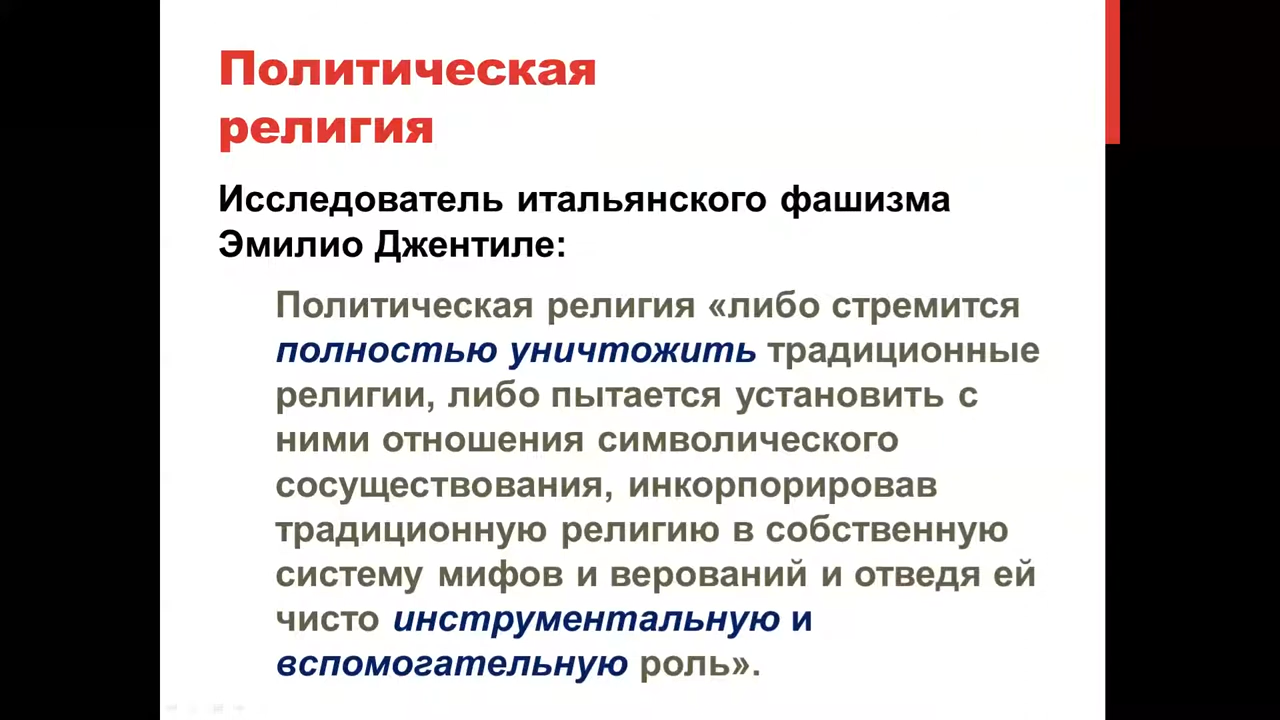 Политическая
религия
Исследователь итальянского фашизма
Эмилио Джентиле:
Политическая религия «либо стремится
полностью уничтожить традиционные
религии, либо пытается установить с
ними отношения символического
сосуществования, инкорпорировав
традиционную религию в собственную
систему мифов и верований и отведя ей
чисто инструментальную и
вспомогательную роль».